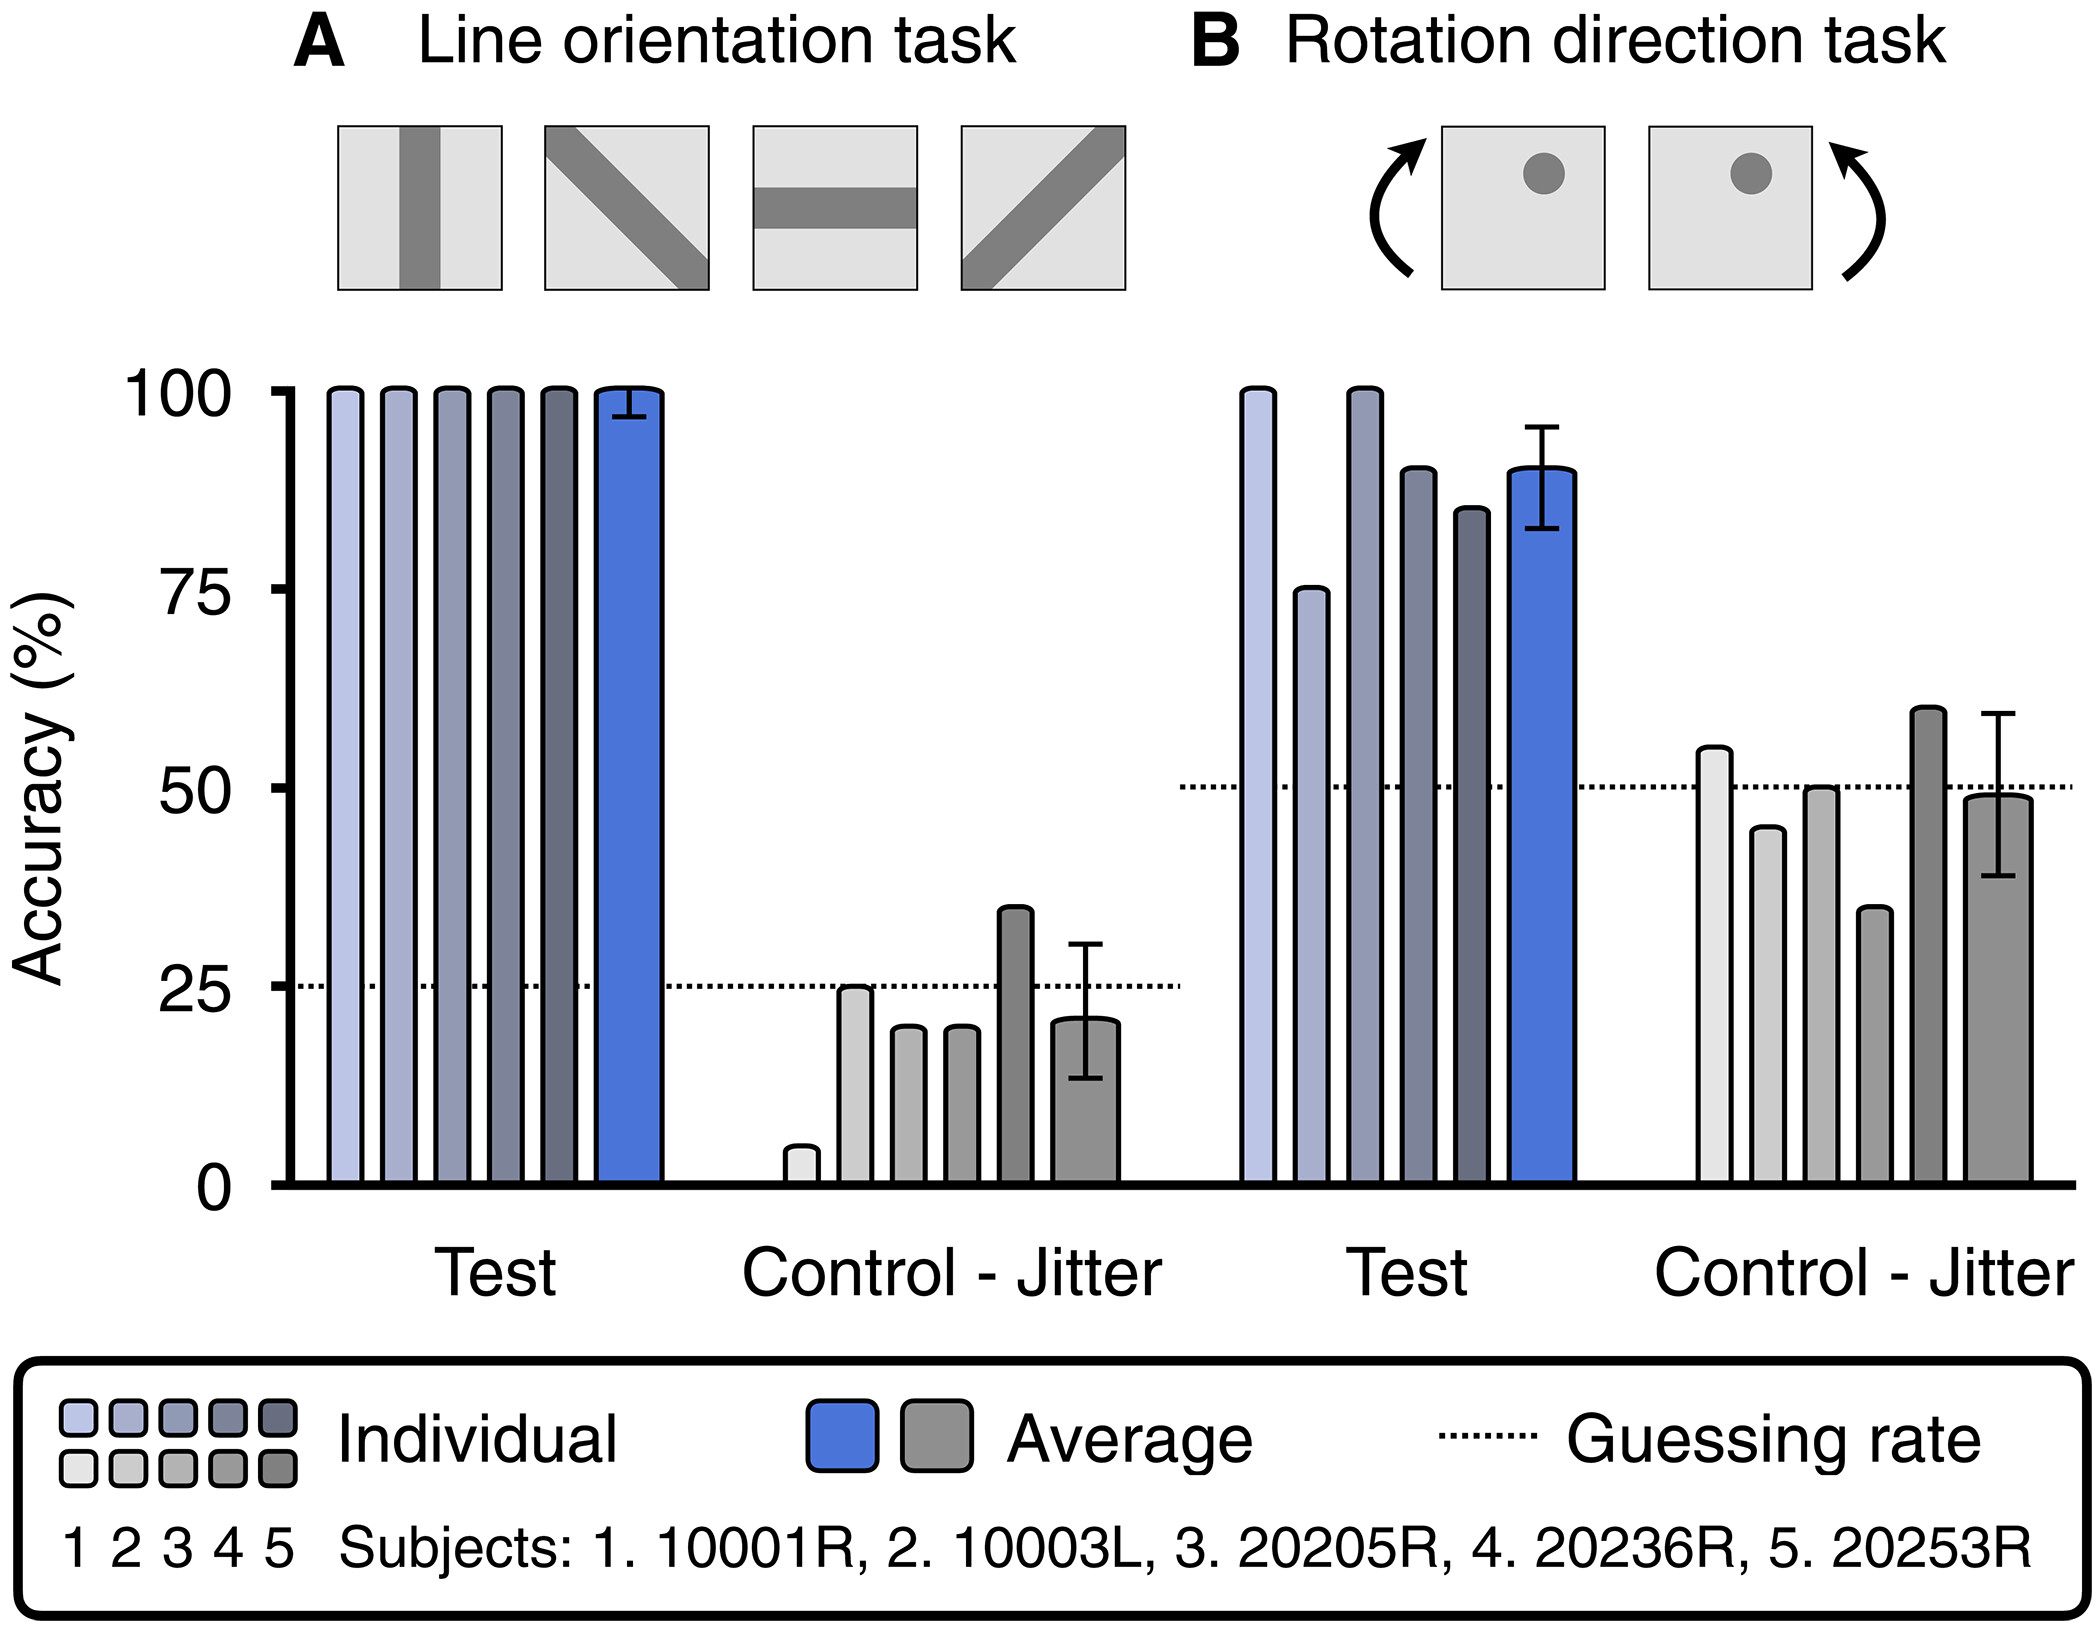 A Line orientation task
B Rotation direction task
Accuracy (%)
100
75
50
25
0
Test
Control - Jitter
Test
Control - Jitter
Individual
Average
Guessing rate
1 2 3 4 5 Subjects: 1. 10001R, 2. 10003L, 3. 20205R, 4. 20236R, 5. 20253R